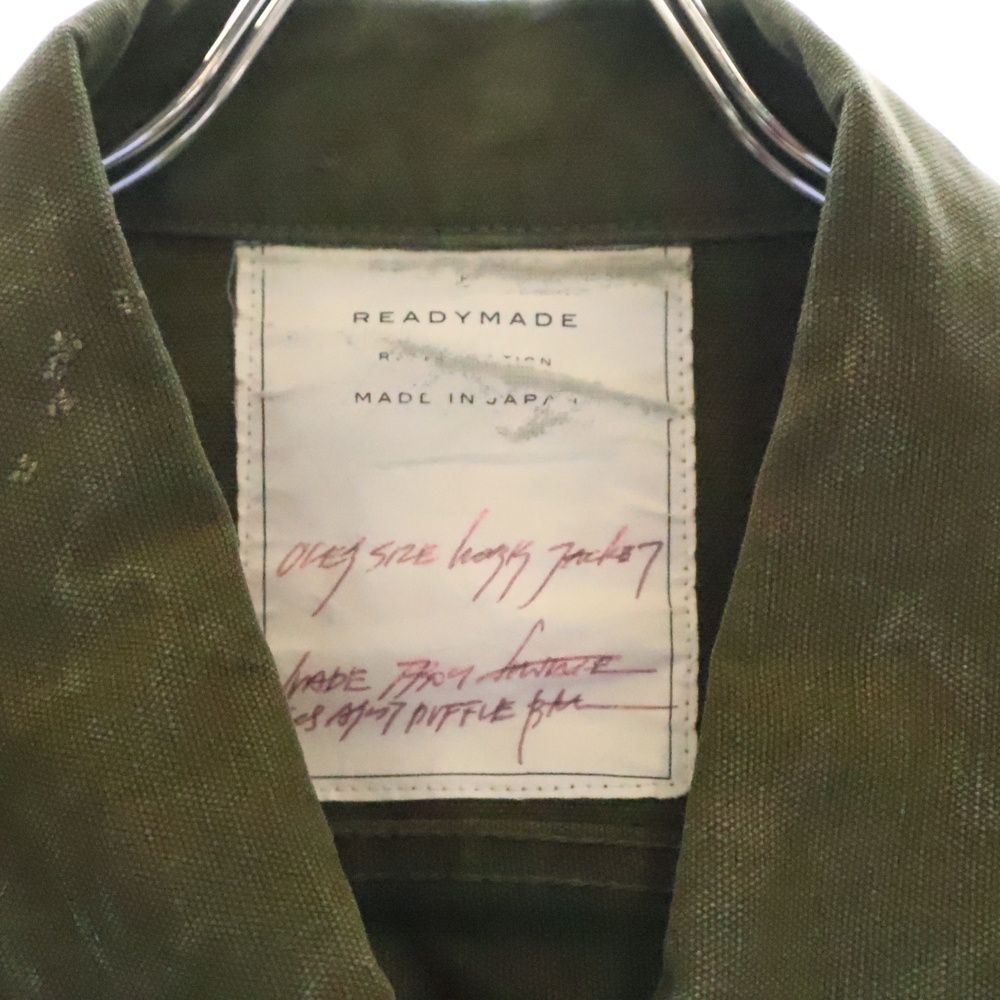 READYMADE
MADE IN JAPAN
OVER SIZE WORK JACKET
MADE FROM VINTAGE
US ARMY DUFFLE BAG